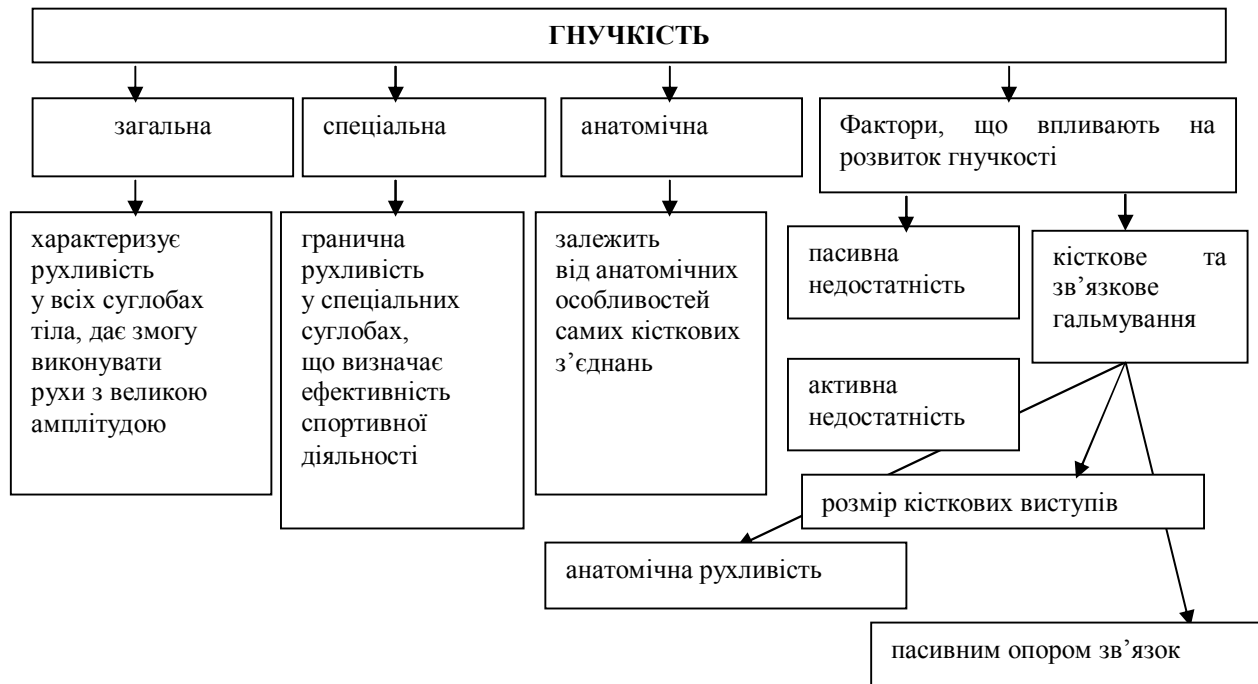 ГНУЧКІСТЬ
загальна
спеціальна
анатомічна
Фактори, що впливають на
розвиток гнучкості
характеризує
рухливість
у всіх суглобах
тіла, дає змогу
виконувати
рухи з великою
амплітудою
гранична
рухливість
у спеціальних
суглобах,
що визначає
ефективність
спортивної
діяльності
залежить
від анатомічних
особливостей
самих кісткових
з’єднань
пасивна
недостатність
кісткове та
зв’язкове
гальмування
активна
недостатність
розмір кісткових виступів
анатомічна рухливість
пасивним опором зв’язок